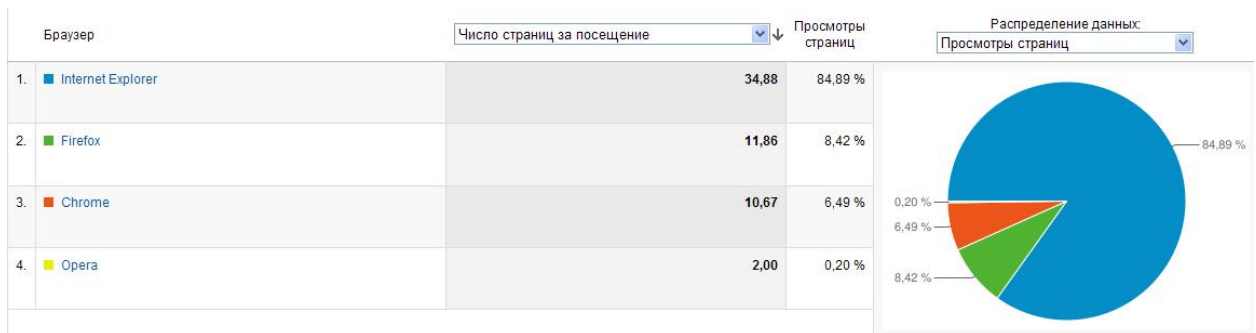 Браузер
Число страниц за посещение
Просмотры
страниц
Распределение данных:
Просмотры страниц
1. Internet Explorer 34,88 84,89 %
2. Firefox 11,86 8,42 %
3. Chrome 10,67 6,49 %
4. Opera 2,00 0,20 %
84,89 %
0,20 %
6,49 %
8,42 %